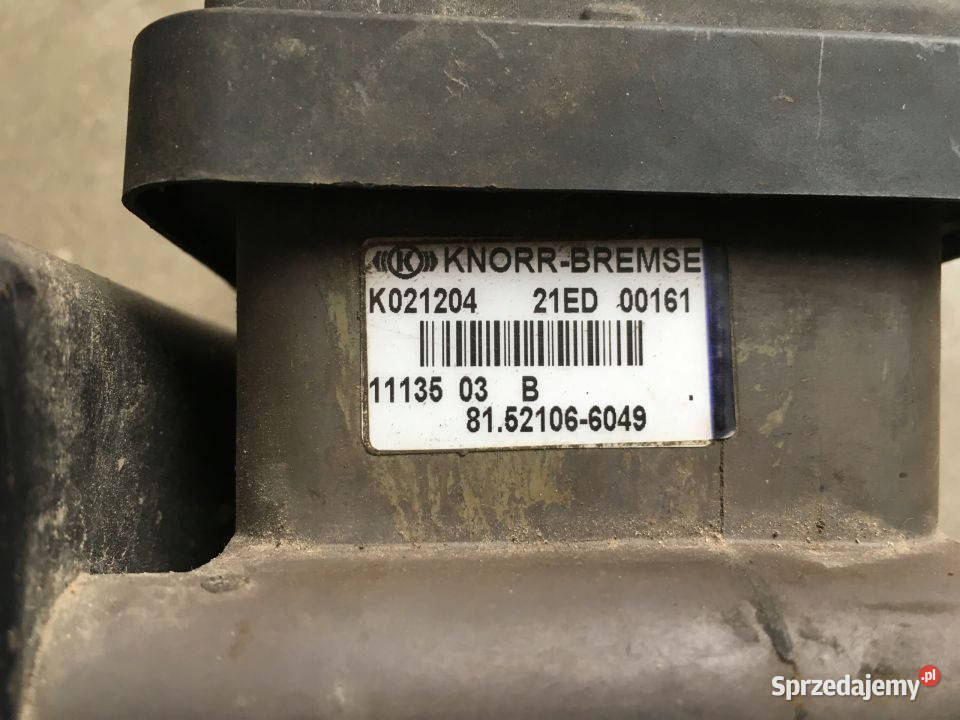 «K» KNORR-BREMSE
K021204 21ED 00161
11135 03 B .
81.52106-6049
Sprzedajemy.pl